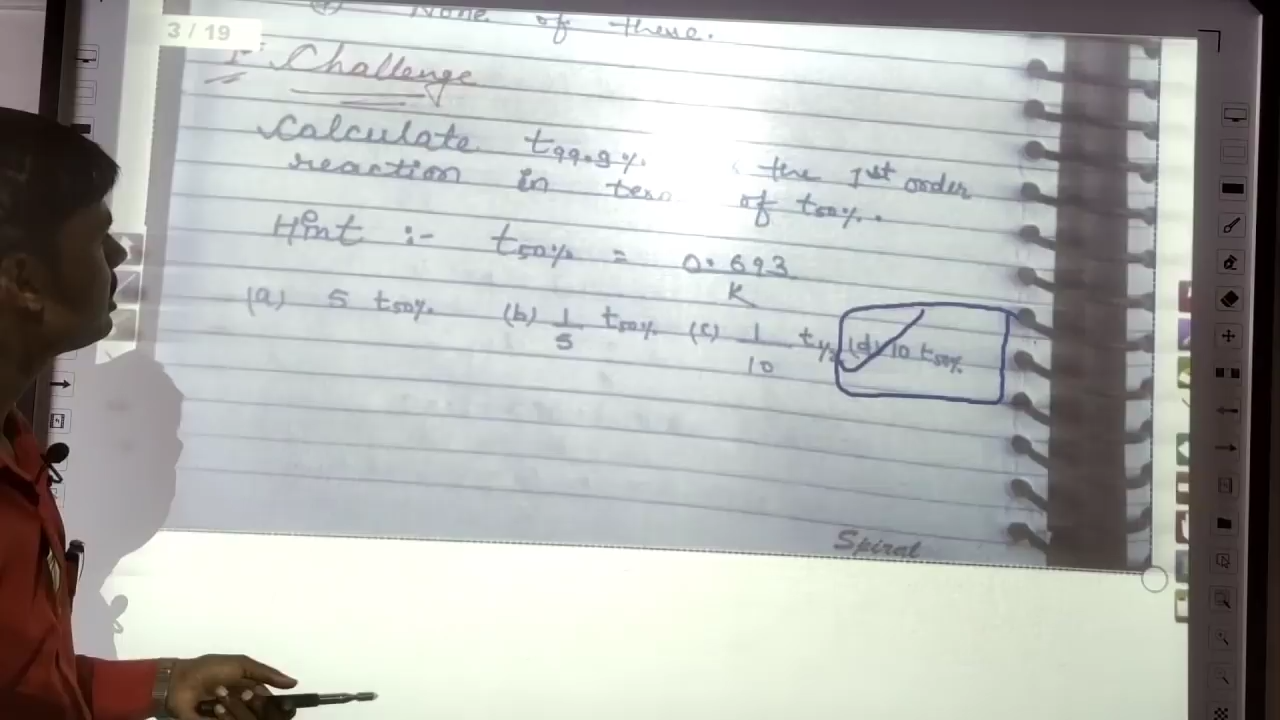 3 / 19
None of these.
Challenge
Calculate t99.9% the 1st order
reaction in of t50%.
Hint :- t50% = 0.693
K
(a) 5 t50%. (b) 1/5 t50% (c) 1/10 t1/2 (d) 10 t50%
Spiral